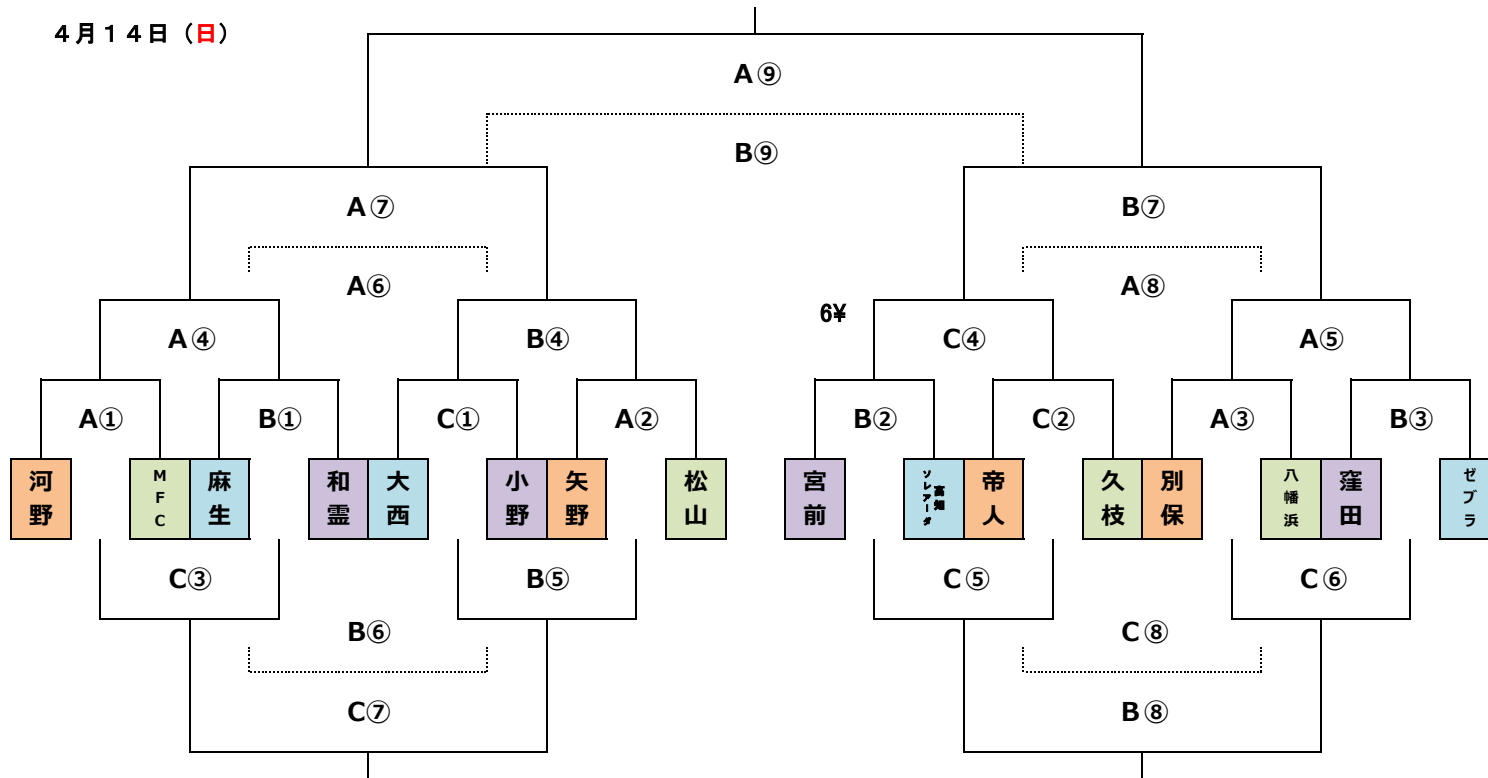 ４月１４日（日）
A⑨
B⑨
A⑦
B⑦
A⑥
A⑧
6¥
A④
B④
C④
A⑤
A①
B①
C①
A②
B②
C②
A③
B③
河野
MFC
麻生
和霊
大西
小野
矢野
松山
宮前
高知
ソレアーダ
帝人
久枝
別保
八幡浜
窪田
ゼブラ
C③
B⑤
C⑤
C⑥
B⑥
C⑧
C⑦
B⑧